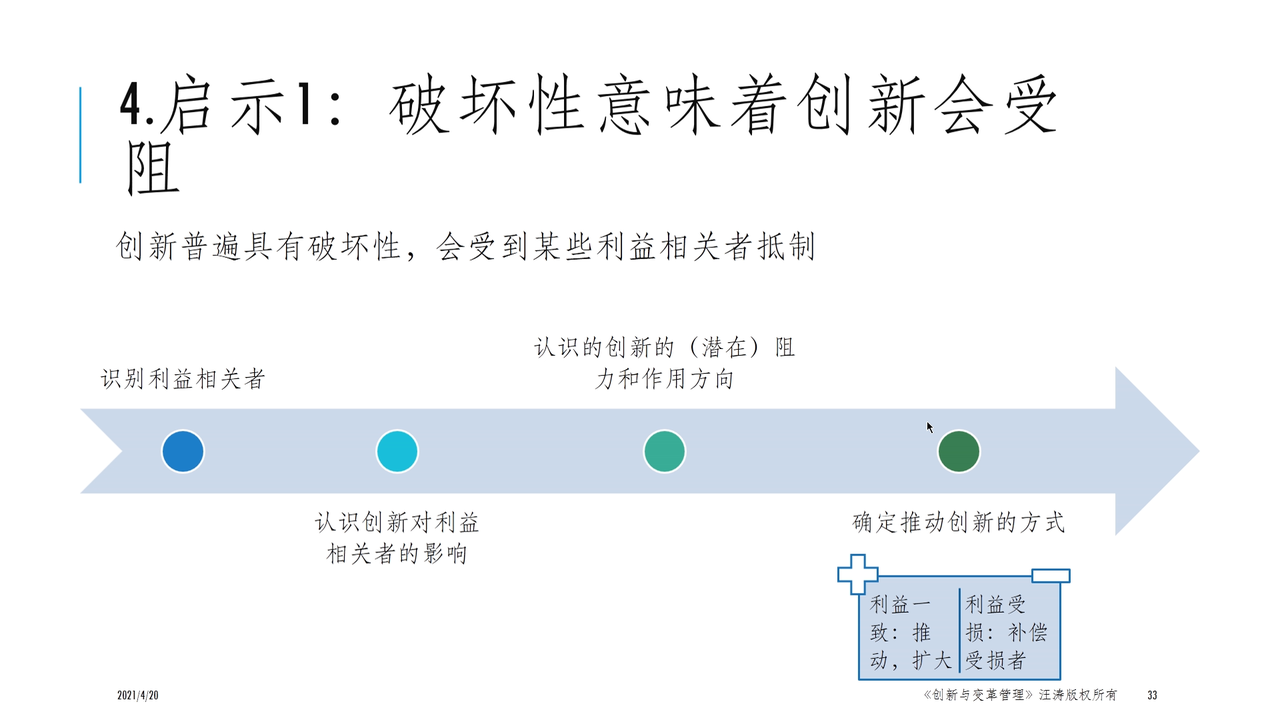 4.启示1：破坏性意味着创新会受
阻
创新普遍具有破坏性，会受到某些利益相关者抵制
识别利益相关者
认识创新对利益
相关者的影响
认识的创新的（潜在）阻
力和作用方向
确定推动创新的方式
利益一
致：推
动，扩大
利益受
损：补偿
受损者
2021/4/20
《创新与变革管理》汪涛版权所有
33